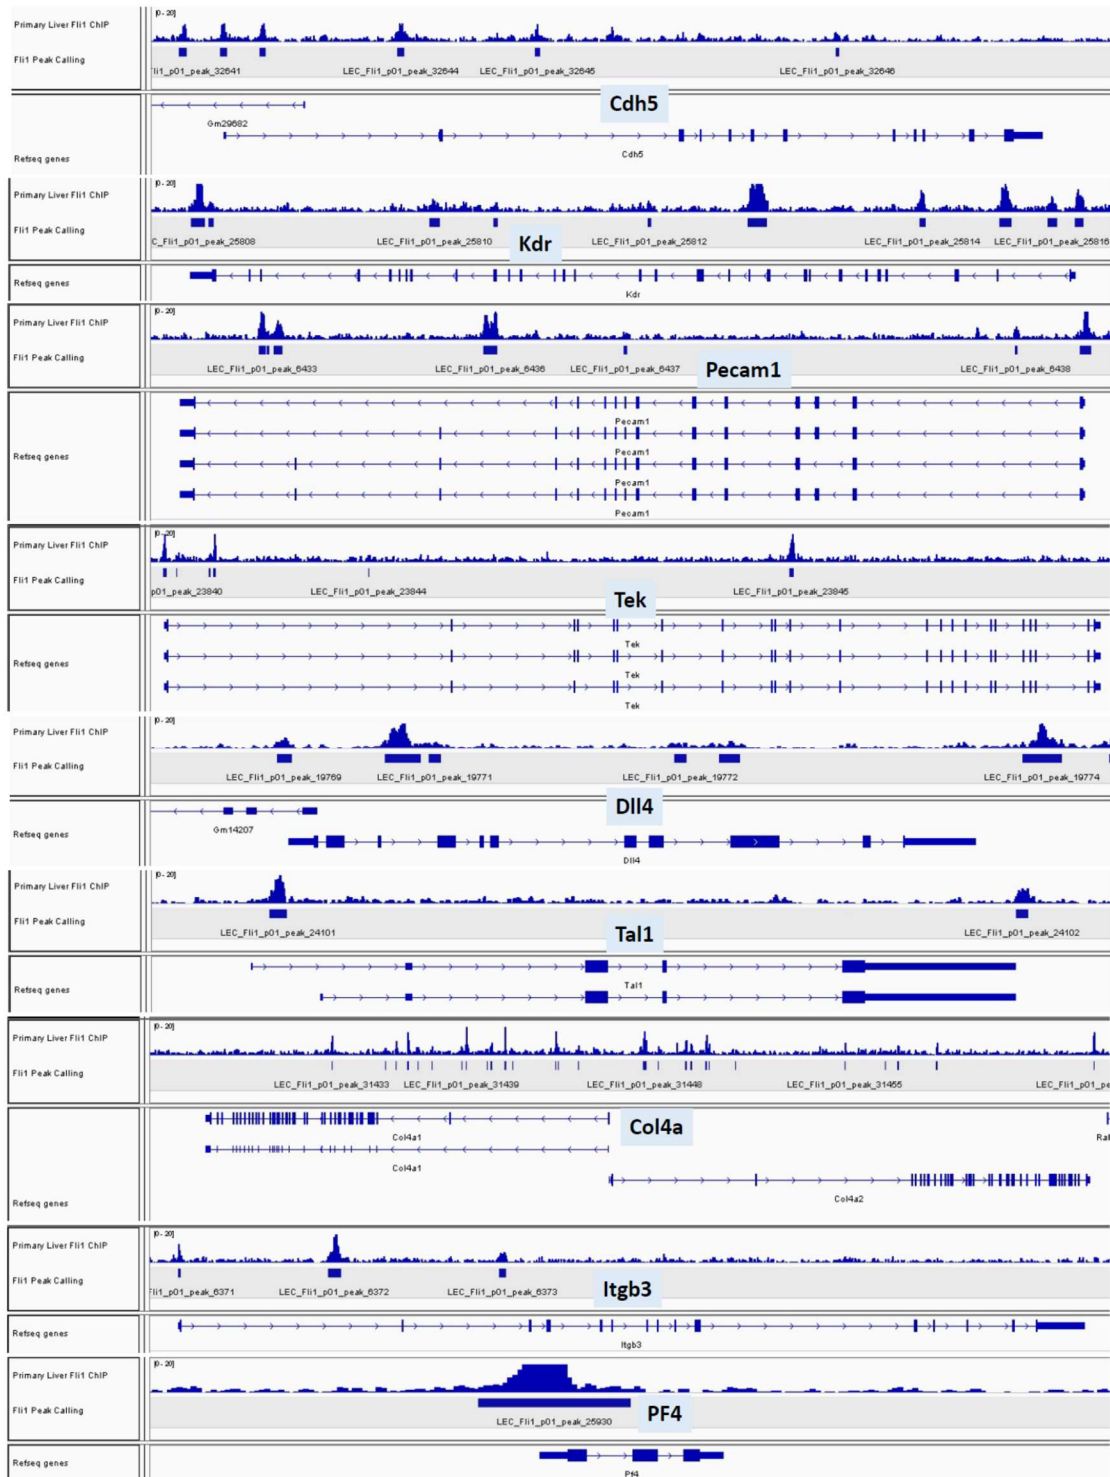 [0 - 20]
Primary Liver Fli1 ChIP
Fli1 Peak Calling
Fli1_p01_peak_32641 LEC_Fli1_p01_peak_32644 LEC_Fli1_p01_peak_32645 LEC_Fli1_p01_peak_32646
Cdh5
Gm29682
Cdh5
Refseq genes
[0 - 20]
Primary Liver Fli1 ChIP
Fli1 Peak Calling
C_Fli1_p01_peak_25808 LEC_Fli1_p01_peak_25810 LEC_Fli1_p01_peak_25812 LEC_Fli1_p01_peak_25814 LEC_Fli1_p01_peak_25816
Kdr
Refseq genes
Kdr
[0 - 20]
Primary Liver Fli1 ChIP
Fli1 Peak Calling
LEC_Fli1_p01_peak_6433 LEC_Fli1_p01_peak_6436 LEC_Fli1_p01_peak_6437 LEC_Fli1_p01_peak_6438
Pecam1
Pecam1
Pecam1
Refseq genes
Pecam1
Pecam1
[0 - 20]
Primary Liver Fli1 ChIP
Fli1 Peak Calling
p01_peak_23840 LEC_Fli1_p01_peak_23844 LEC_Fli1_p01_peak_23845
Tek
Tek
Refseq genes
Tek
Tek
[0 - 20]
Primary Liver Fli1 ChIP
Fli1 Peak Calling
LEC_Fli1_p01_peak_19769 LEC_Fli1_p01_peak_19771 LEC_Fli1_p01_peak_19772 LEC_Fli1_p01_peak_19774
Dll4
Gm14207
Refseq genes
Dll4
[0 - 20]
Primary Liver Fli1 ChIP
Fli1 Peak Calling
LEC_Fli1_p01_peak_24101 LEC_Fli1_p01_peak_24102
Tal1
Refseq genes
Tal1
[0 - 20]
Primary Liver Fli1 ChIP
Fli1 Peak Calling
LEC_Fli1_p01_peak_31433 LEC_Fli1_p01_peak_31439 LEC_Fli1_p01_peak_31448 LEC_Fli1_p01_peak_31455 LEC_Fli1_p01_pe
Col4a
Col4a1 Ral
Col4a1
Col4a2
Refseq genes
[0 - 20]
Primary Liver Fli1 ChIP
Fli1 Peak Calling
Fli1_p01_peak_6371 LEC_Fli1_p01_peak_6372 LEC_Fli1_p01_peak_6373
Itgb3
Refseq genes
Itgb3
[0 - 20]
Primary Liver Fli1 ChIP
Fli1 Peak Calling
LEC_Fli1_p01_peak_25930
PF4
Refseq genes
Pf4